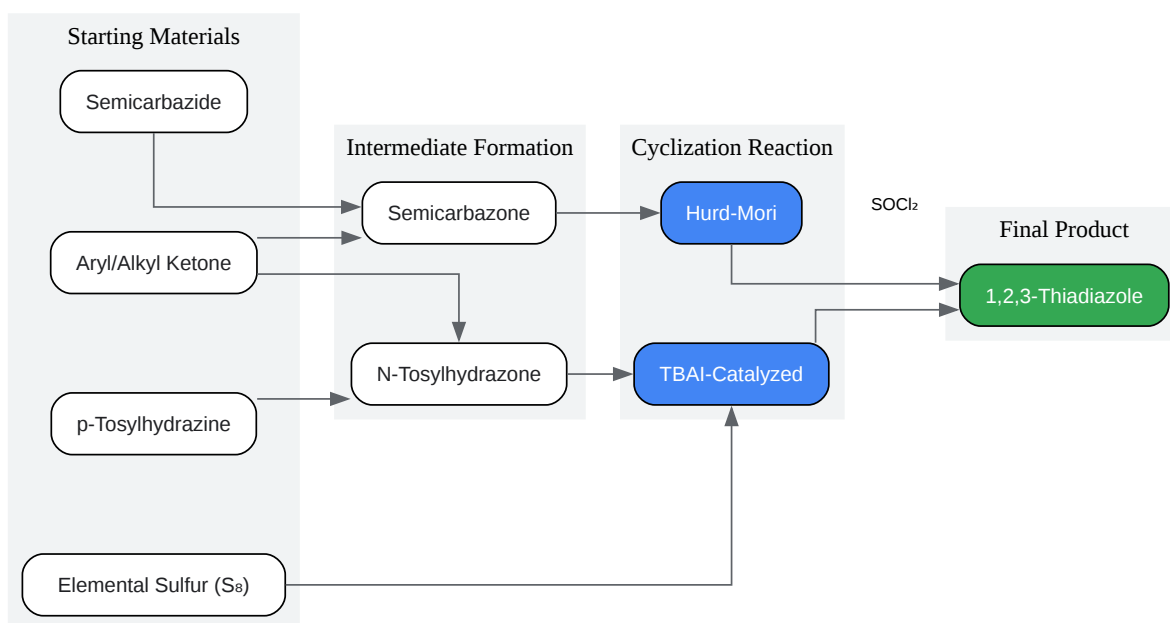 Starting Materials
Semicarbazide
Aryl/Alkyl Ketone
p-Tosylhydrazine
Elemental Sulfur (S₈)
Intermediate Formation
Semicarbazone
N-Tosylhydrazone
Cyclization Reaction
Hurd-Mori
TBAI-Catalyzed
SOCl₂
Final Product
1,2,3-Thiadiazole